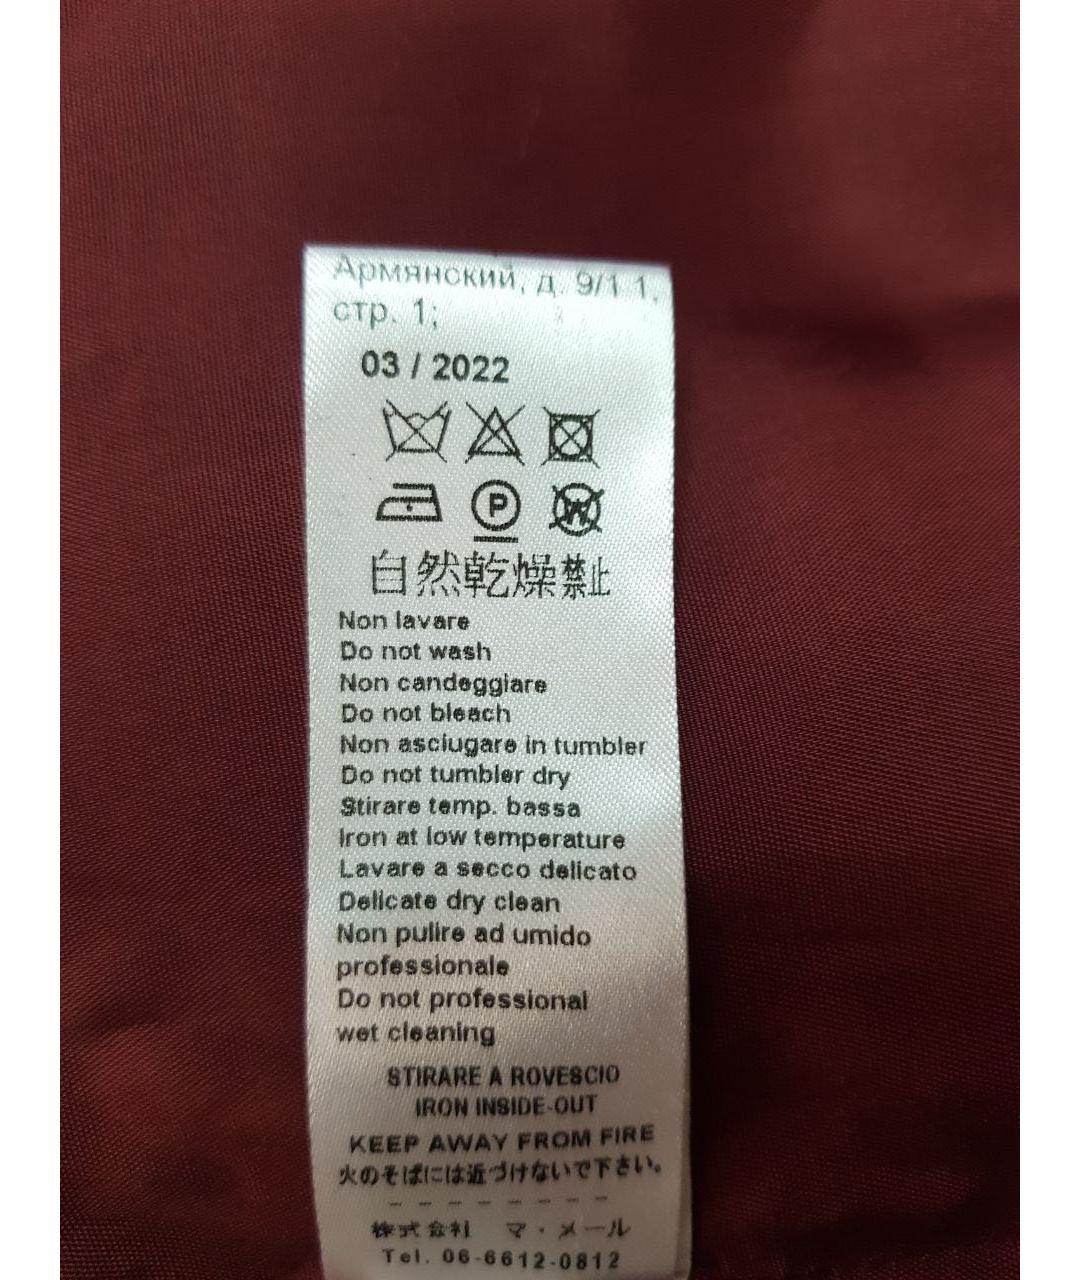 Армянский, д. 9/1 1,
стр. 1;
03 / 2022
P W
自然乾燥禁止
Non lavare
Do not wash
Non candeggiare
Do not bleach
Non asciugare in tumbler
Do not tumbler dry
Stirare temp. bassa
Iron at low temperature
Lavare a secco delicato
Delicate dry clean
Non pulire ad umido
professionale
Do not professional
wet cleaning
STIRARE A ROVESCIO
IRON INSIDE-OUT
KEEP AWAY FROM FIRE
火のそばには近づけないで下さい。
株式会社 マ・メール
Tel. 06-6612-0812